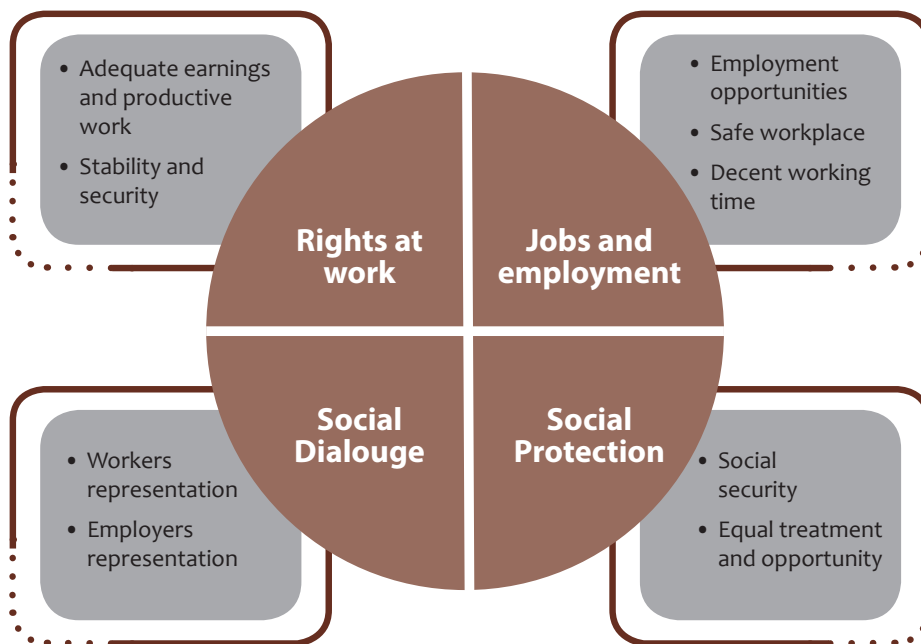 • Adequate earnings
and productive
work
• Stability and
security
• Employment
opportunities
• Safe workplace
• Decent working
time
Rights at
work
Jobs and
employment
Social
Dialouge
Social
Protection
• Workers
representation
• Employers
representation
• Social
security
• Equal treatment
and opportunity